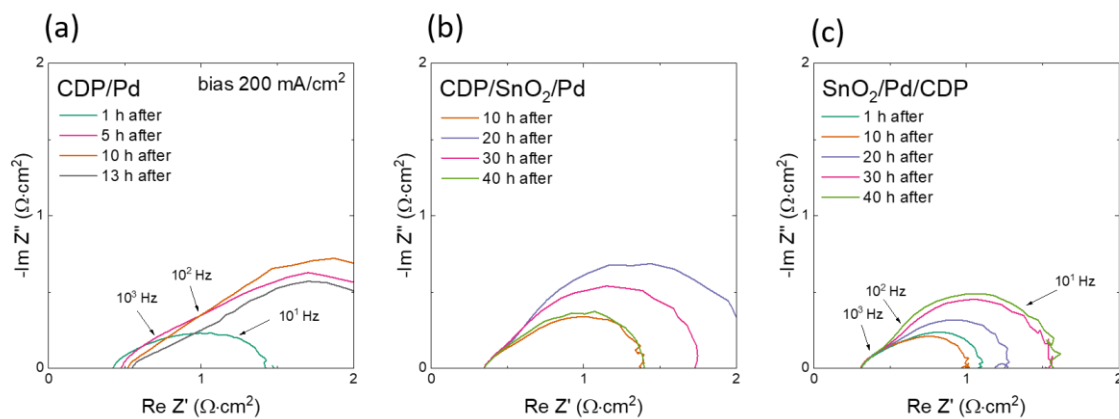 (a)
CDP/Pd
bias 200 mA/cm²
1 h after
5 h after
10 h after
13 h after
10³ Hz
10² Hz
10¹ Hz
2
1
0
-Im Z" (Ω·cm²)
0
1
2
Re Z' (Ω·cm²)
(b)
CDP/SnO₂/Pd
10 h after
20 h after
30 h after
40 h after
2
1
0
-Im Z" (Ω·cm²)
0
1
2
Re Z' (Ω·cm²)
(c)
SnO₂/Pd/CDP
1 h after
10 h after
20 h after
30 h after
40 h after
10³ Hz
10² Hz
10¹ Hz
2
1
0
-Im Z" (Ω·cm²)
0
1
2
Re Z' (Ω·cm²)